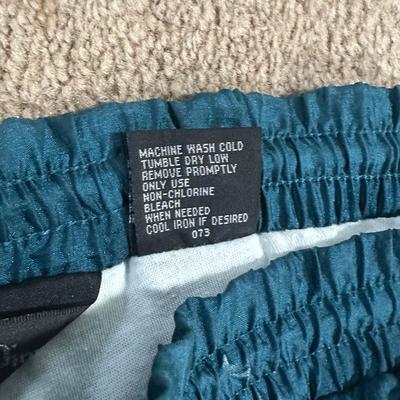 MACHINE WASH COLD
TUMBLE DRY LOW
REMOVE PROMPTLY
ONLY USE
NON-CHLORINE
BLEACH
WHEN NEEDED
COOL IRON IF DESIRED
073